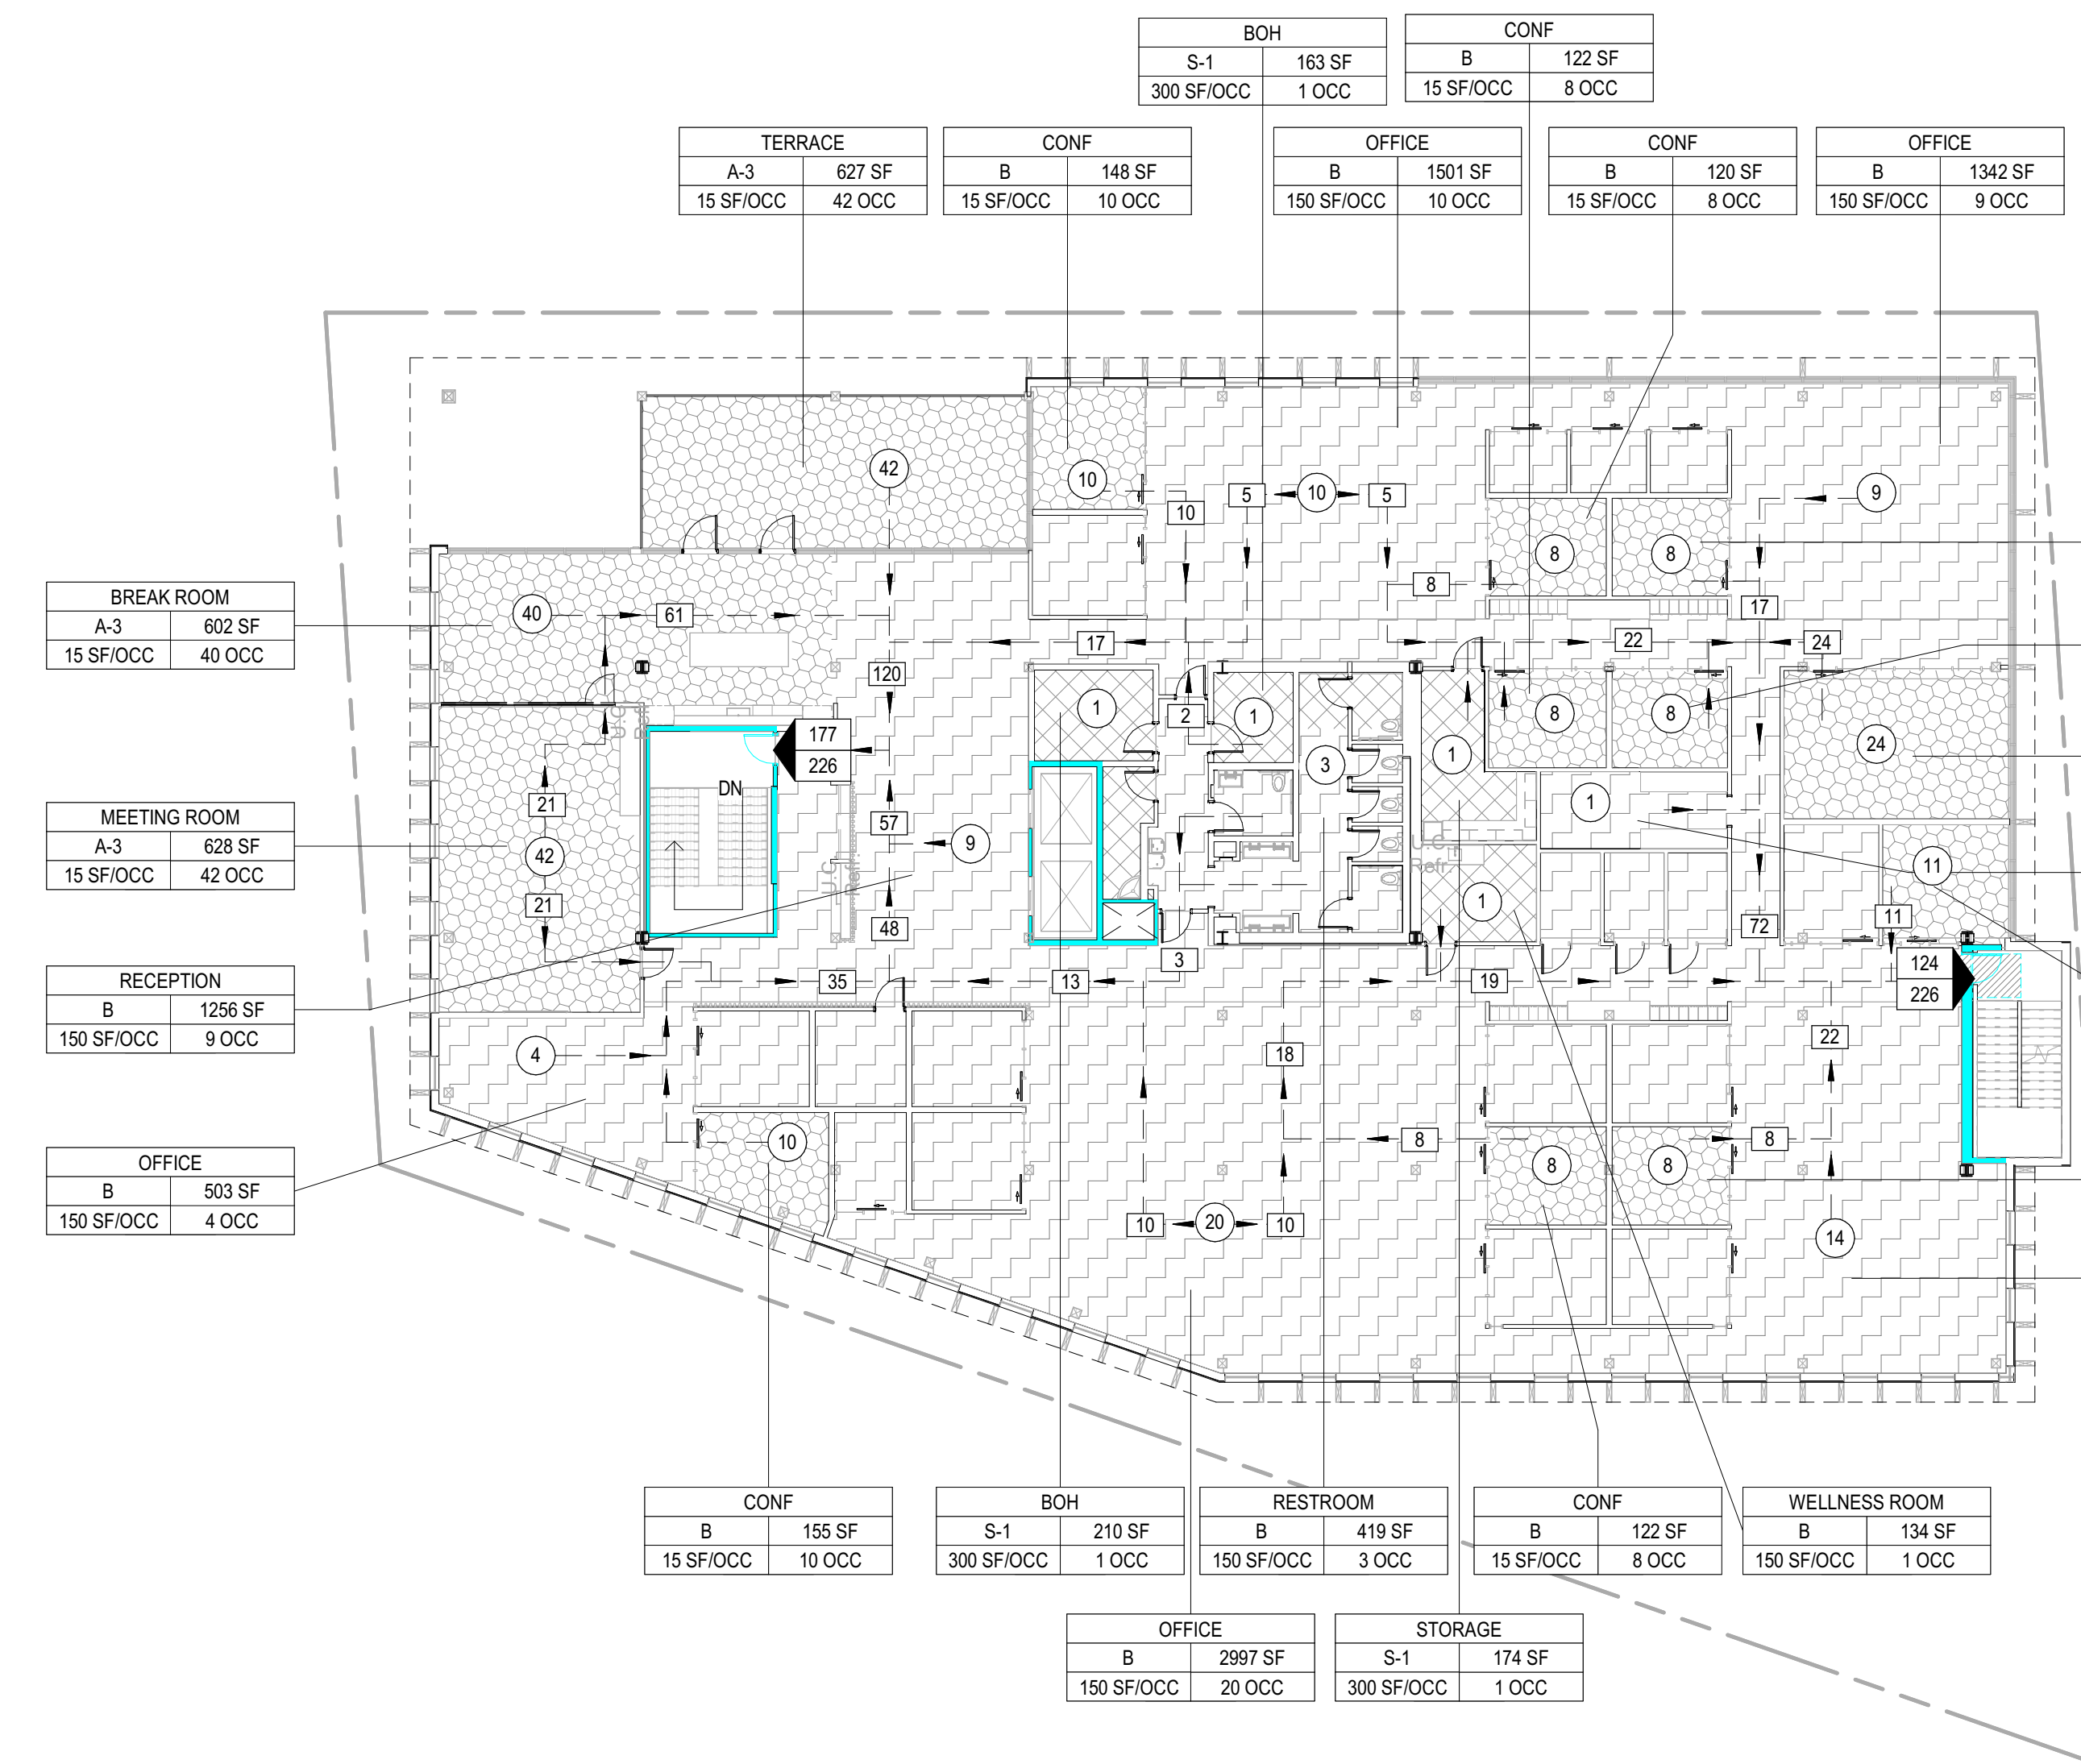 BOH
S-1 163 SF
300 SF/OCC 1 OCC
CONF
B 122 SF
15 SF/OCC 8 OCC
TERRACE
A-3 627 SF
15 SF/OCC 42 OCC
CONF
B 148 SF
15 SF/OCC 10 OCC
OFFICE
B 1501 SF
150 SF/OCC 10 OCC
CONF
B 120 SF
15 SF/OCC 8 OCC
OFFICE
B 1342 SF
150 SF/OCC 9 OCC
42
10
5 10 5
9
10
8 8
8
BREAK ROOM
A-3 602 SF
15 SF/OCC 40 OCC
40
61
17
17
22
24
120
1
2
1
8
8
1
24
177
226
3
DN
21
1
MEETING ROOM
A-3 628 SF
15 SF/OCC 42 OCC
57
9
42
U.C.
Refr.
U.C.
Refr.
11
21
1
48
11
72
3
124
226
RECEPTION
B 1256 SF
150 SF/OCC 9 OCC
35
13
19
4
18
22
10
8
8
8 8
OFFICE
B 503 SF
150 SF/OCC 4 OCC
10 20 10
14
CONF
B 155 SF
15 SF/OCC 10 OCC
BOH
S-1 210 SF
300 SF/OCC 1 OCC
RESTROOM
B 419 SF
150 SF/OCC 3 OCC
CONF
B 122 SF
15 SF/OCC 8 OCC
WELLNESS ROOM
B 134 SF
150 SF/OCC 1 OCC
OFFICE
B 2997 SF
150 SF/OCC 20 OCC
STORAGE
S-1 174 SF
300 SF/OCC 1 OCC